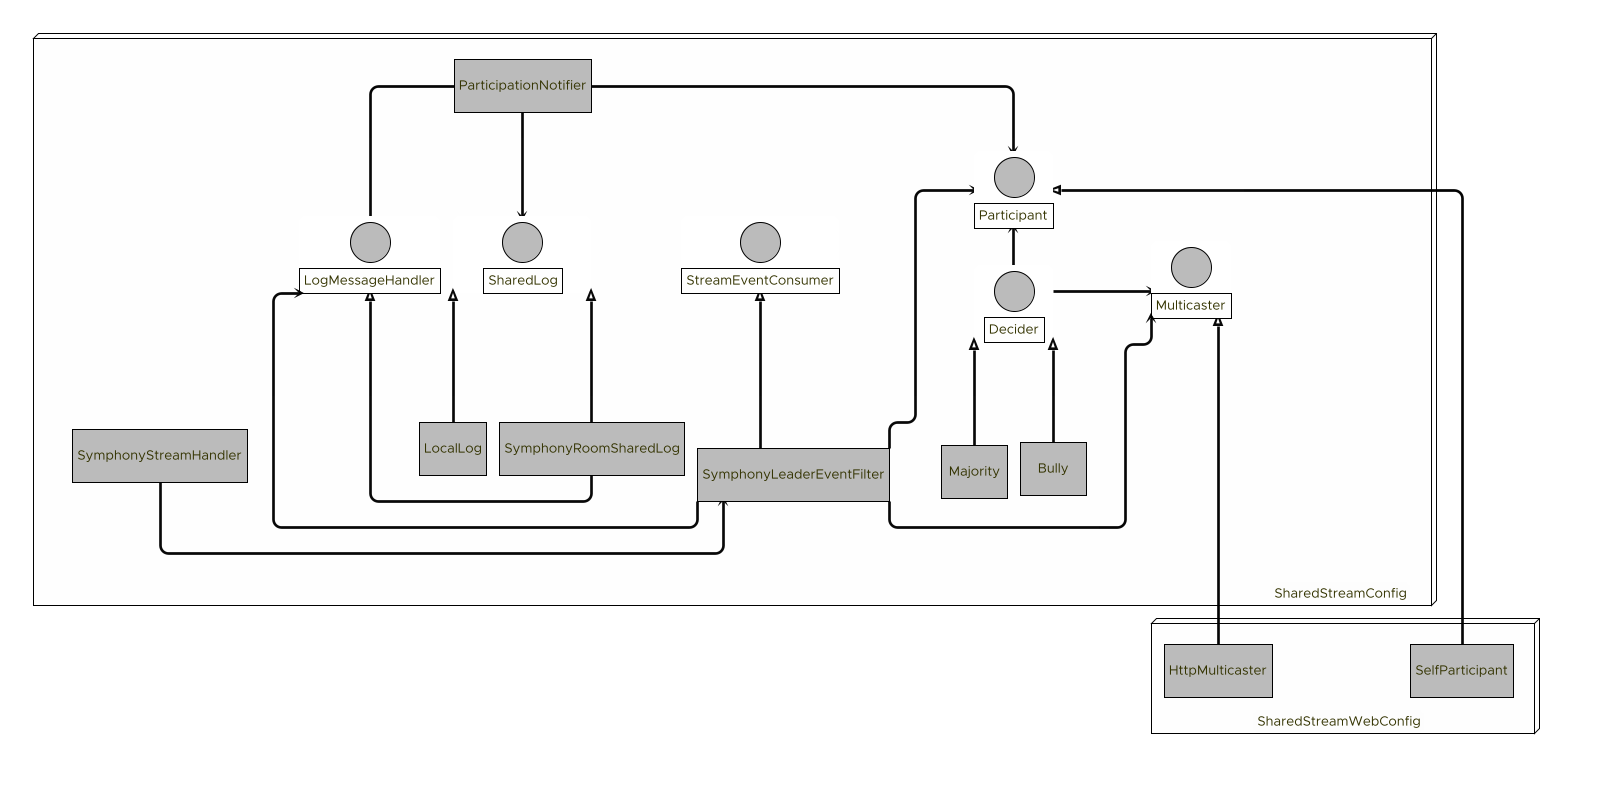 ParticipationNotifier
Participant
LogMessageHandler
SharedLog
StreamEventConsumer
Multicaster
Decider
SymphonyStreamHandler
LocalLog
SymphonyRoomSharedLog
SymphonyLeaderEventFilter
Majority
Bully
SharedStreamConfig
HttpMulticaster
SelfParticipant
SharedStreamWebConfig